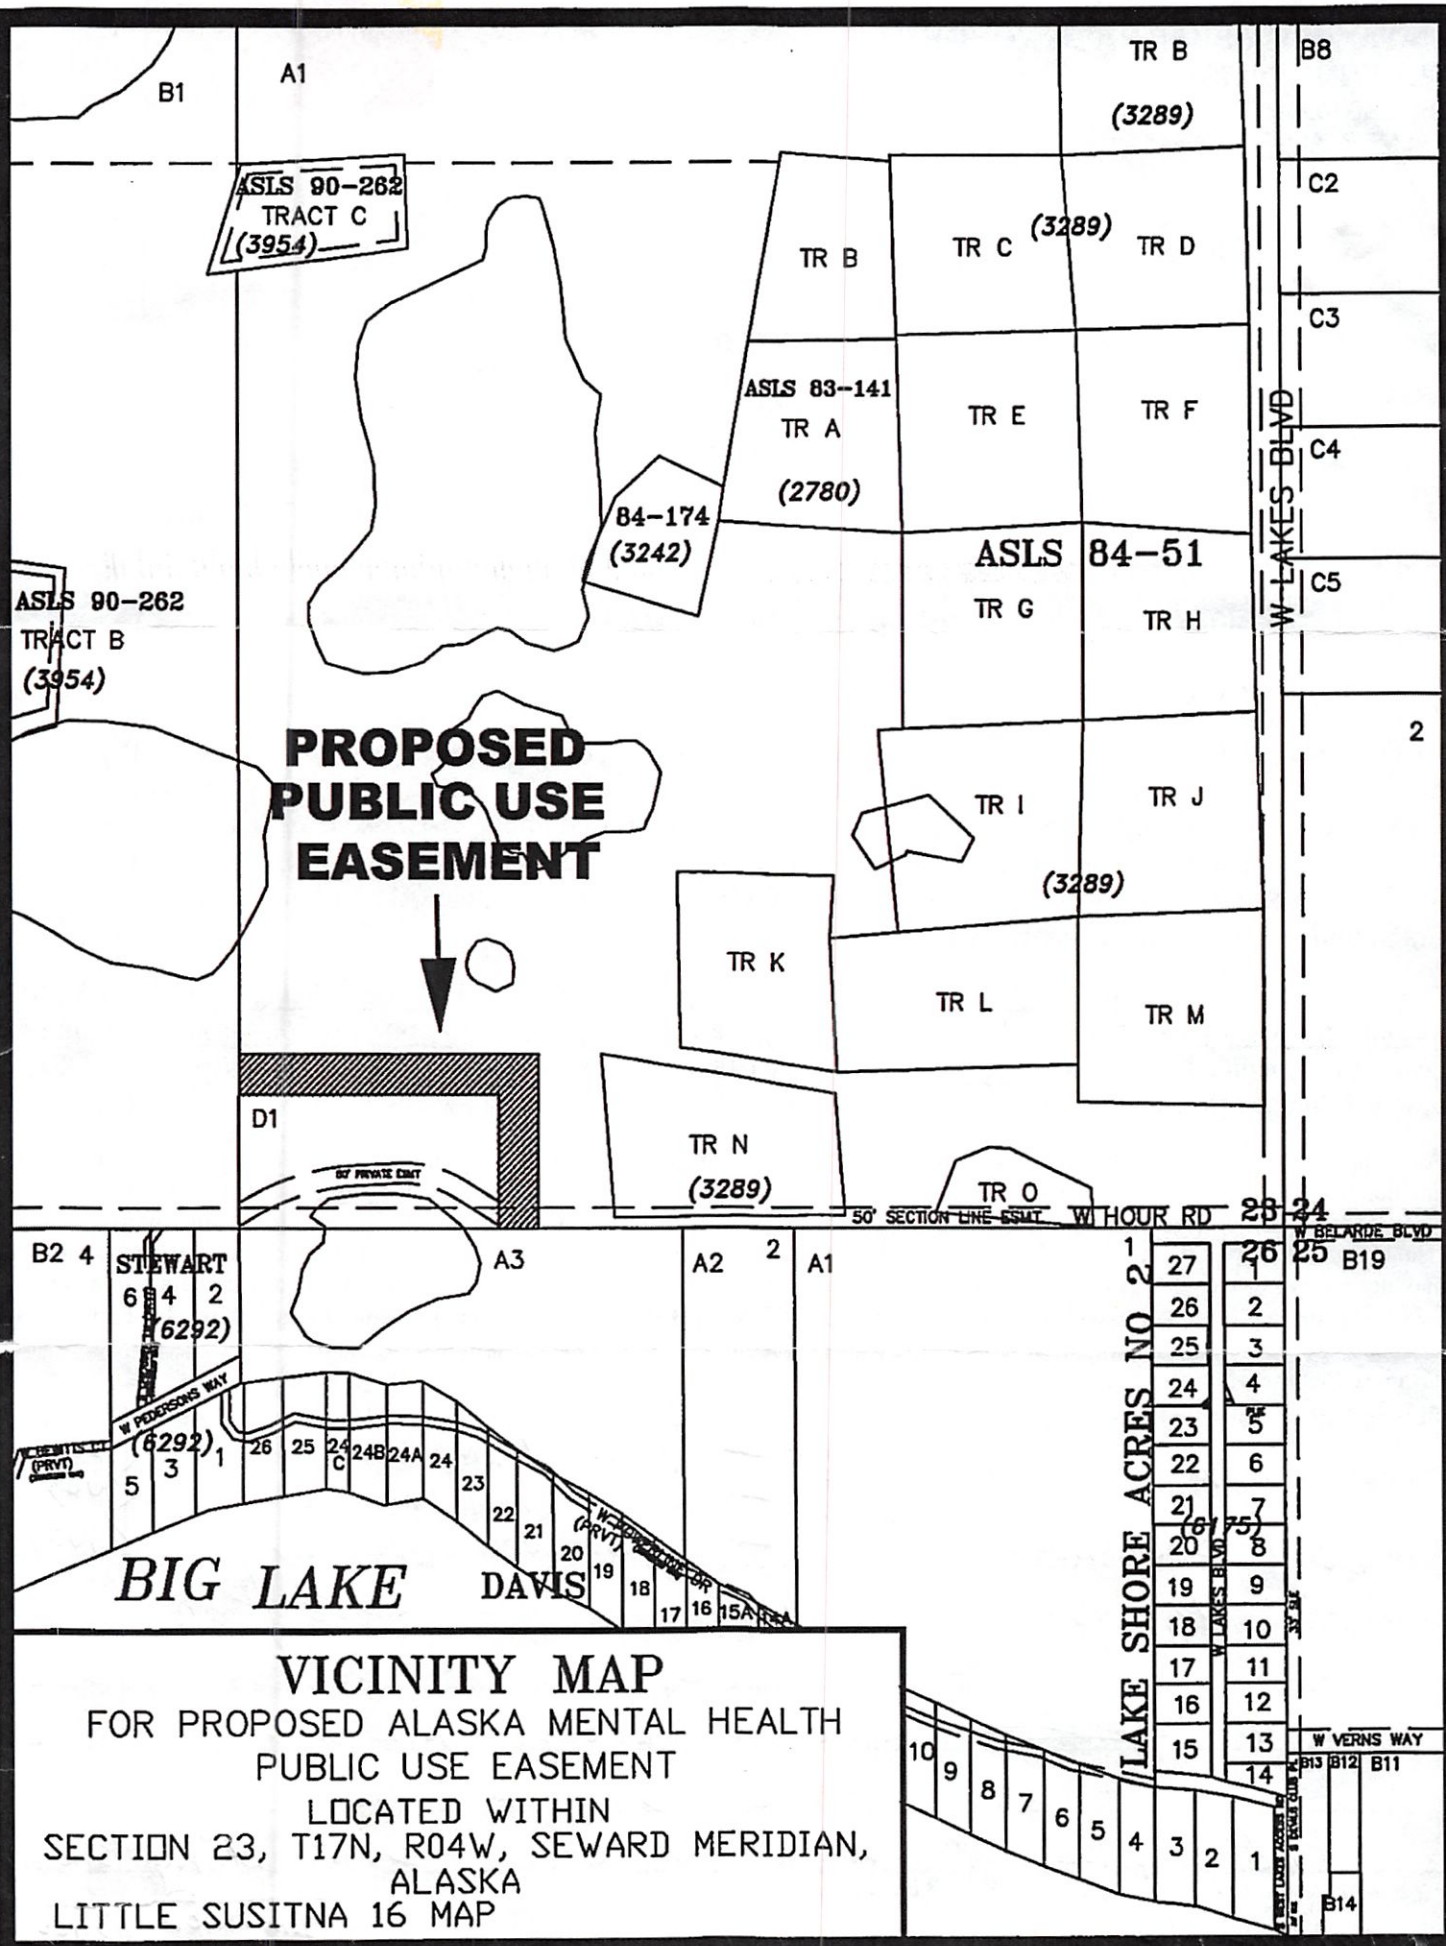 TR B
B8
A1
B1
(3289)
ASLS 90-262
TRACT C
(3954)
C2
(3289)
TR B
TR C
TR D
C3
ASLS 83-141
TR A
TR E
TR F
(2780)
W LAKES BLVD
C4
84-174
(3242)
ASLS 84-51
C5
TR G
TR H
ASLS 90-262
TRACT B
(3954)
2
PROPOSED
PUBLIC USE
EASEMENT
TR I
TR J
(3289)
TR K
TR L
TR M
D1
TR N
(3289)
PRIVATE ESMT
TR O
50' SECTION LINE ESMT
W HOUR RD
23 24
W BELARDE BLVD
26 25
B19
B2 4
STEWART
6 4 2
(6292)
A3
A2
2
A1
1
W PEDERSONS WAY
(6292)
(PRVT)
5 3 1
26 25 24C 24B 24A 24 23 22 21 20 19 18 17 16 15A 14A
(PRVT)
BIG LAKE
DAVIS
LAKE SHORE ACRES NO 2
27 1
26 2
25 3
24 4
23 5
22 6
21 7
(6175)
20 8
19 9
18 10
17 11
16 12
15 13
14
W LAKES BLVD
33' SLE
W VERNS WAY
B13 B12 B11
B14
10 9 8 7 6 5 4 3 2 1
VICINITY MAP
FOR PROPOSED ALASKA MENTAL HEALTH
PUBLIC USE EASEMENT
LOCATED WITHIN
SECTION 23, T17N, R04W, SEWARD MERIDIAN,
ALASKA
LITTLE SUSITNA 16 MAP